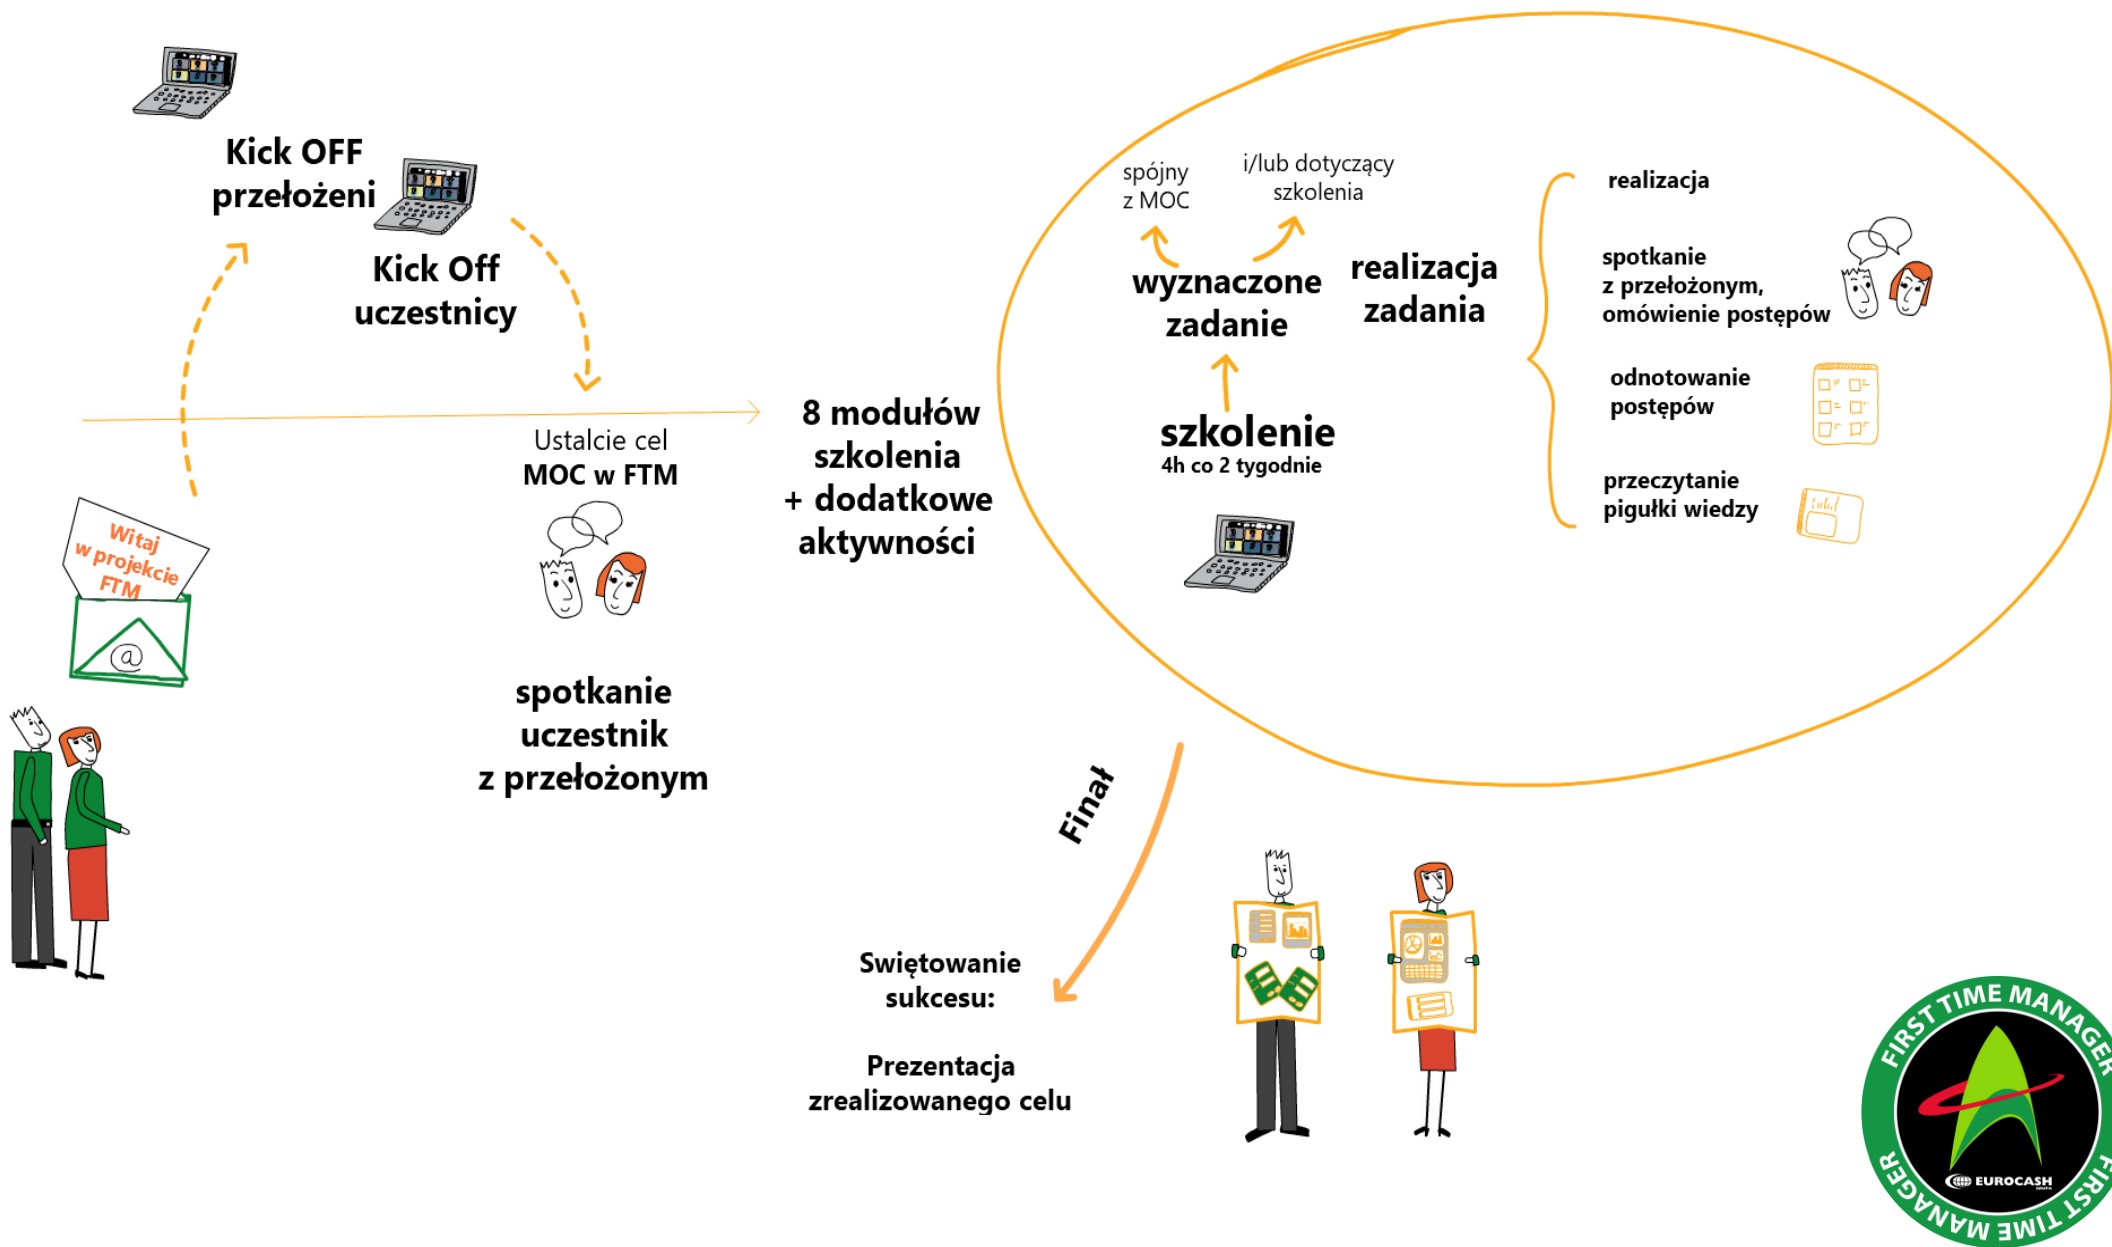 Kick OFF
przełożeni
Kick Off
uczestnicy
Witaj
w projekcie
FTM
@
Ustalcie cel
MOC w FTM
spotkanie
uczestnik
z przełożonym
8 modułów
szkolenia
+ dodatkowe
aktywności
spójny
z MOC
i/lub dotyczący
szkolenia
wyznaczone
zadanie
szkolenie
4h co 2 tygodnie
realizacja
zadania
realizacja
spotkanie
z przełożonym,
omówienie postępów
odnotowanie
postępów
przeczytanie
pigułki wiedzy
Finał
Swiętowanie
sukcesu:
Prezentacja
zrealizowanego celu
FIRST TIME MANAGER
EUROCASH
GRUPA
FIRST TIME MANAGER